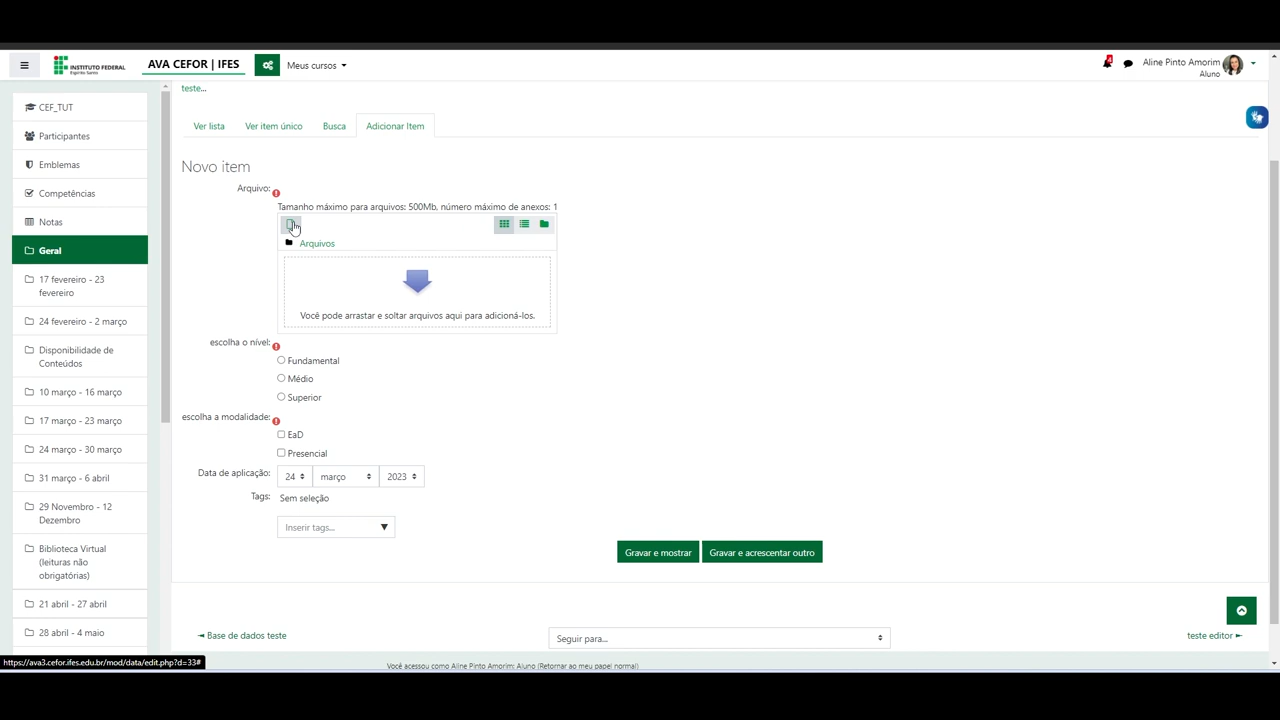 INSTITUTO FEDERAL
Espírito Santo
AVA CEFOR | IFES
Meus cursos
4
Aline Pinto Amorim
Aluno
CEF_TUT
Participantes
Emblemas
Competências
Notas
Geral
17 fevereiro - 23
fevereiro
24 fevereiro - 2 março
Disponibilidade de
Conteúdos
10 março - 16 março
17 março - 23 março
24 março - 30 março
31 março - 6 abril
29 Novembro - 12
Dezembro
Biblioteca Virtual
(leituras não
obrigatórias)
21 abril - 27 abril
28 abril - 4 maio
teste...
Ver lista
Ver item único
Busca
Adicionar Item
Novo item
Arquivo:
Tamanho máximo para arquivos: 500Mb, número máximo de anexos: 1
Arquivos
Você pode arrastar e soltar arquivos aqui para adicioná-los.
escolha o nível:
Fundamental
Médio
Superior
escolha a modalidade:
EaD
Presencial
Data de aplicação:
24 março 2023
Tags:
Sem seleção
Inserir tags...
Gravar e mostrar
Gravar e acrescentar outro
◄ Base de dados teste
Seguir para...
teste editor ►
https://ava3.cefor.ifes.edu.br/mod/data/edit.php?d=33#
Você acessou como Aline Pinto Amorim: Aluno (Retornar ao meu papel normal)